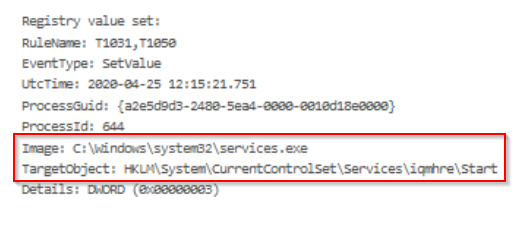 Registry value set:
RuleName: T1031,T1050
EventType: SetValue
UtcTime: 2020-04-25 12:15:21.751
ProcessGuid: {a2e5d9d3-2480-5ea4-0000-0010d18e0000}
ProcessId: 644
Image: C:\Windows\system32\services.exe
TargetObject: HKLM\System\CurrentControlSet\Services\iqmhre\Start
Details: DWORD (0x00000003)